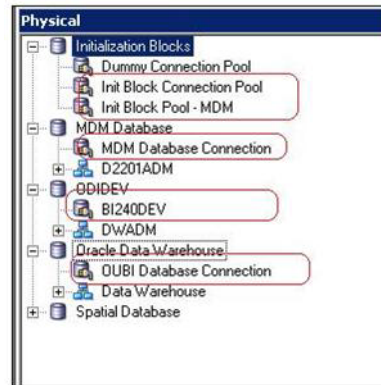 Physical
Initialization Blocks
Dummy Connection Pool
Init Block Connection Pool
Init Block Pool - MDM
MDM Database
MDM Database Connection
D2201ADM
ODIDEV
BI240DEV
DWADM
Oracle Data Warehouse
OUBI Database Connection
Data Warehouse
Spatial Database